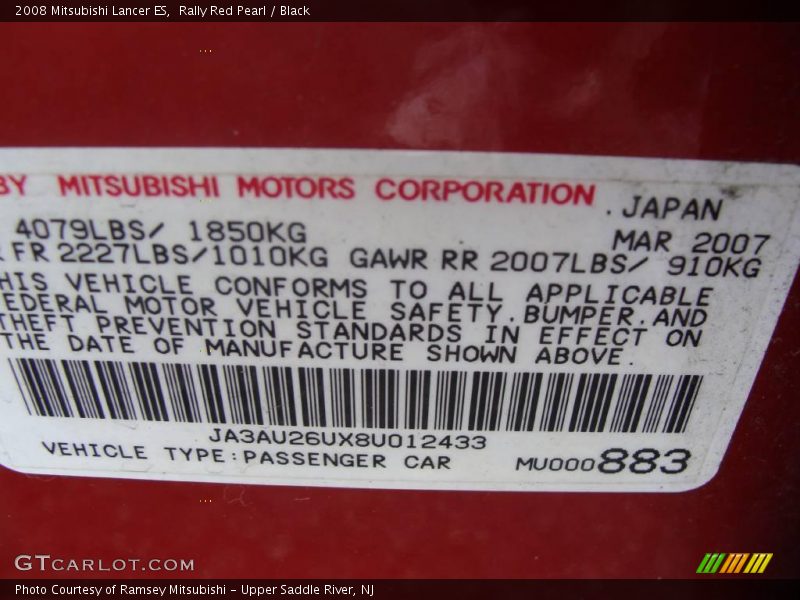 2008 Mitsubishi Lancer ES,  Rally Red Pearl / Black
BY MITSUBISHI MOTORS CORPORATION . JAPAN
4079LBS/ 1850KG MAR 2007
FR 2227LBS/1010KG GAWR RR 2007LBS/ 910KG
HIS VEHICLE CONFORMS TO ALL APPLICABLE
EDERAL MOTOR VEHICLE SAFETY.BUMPER.AND
THEFT PREVENTION STANDARDS IN EFFECT ON
THE DATE OF MANUFACTURE SHOWN ABOVE.
JA3AU26UX8U012433
VEHICLE TYPE:PASSENGER CAR MU000883
GTCARLOT.COM
Photo Courtesy of Ramsey Mitsubishi - Upper Saddle River, NJ